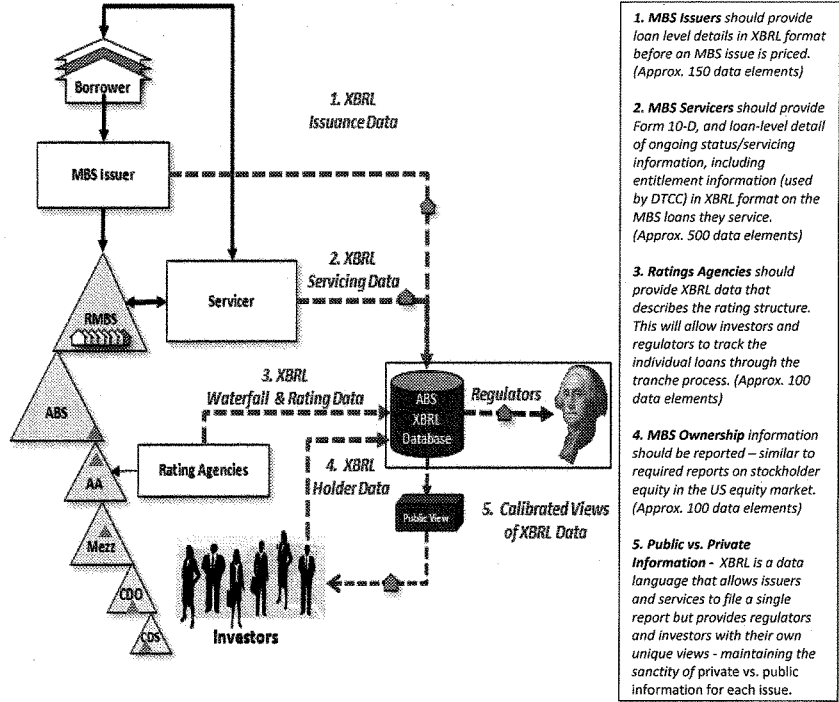 Borrower
1. XBRL
Issuance Data
MBS Issuer
2. XBRL
Servicing Data
Servicer
RMBS
3. XBRL
Waterfall & Rating Data
ABS
XBRL
Database
Regulators
ABS
Rating Agencies
4. XBRL
Holder Data
AA
Public View
5. Calibrated Views
of XBRL Data
Mezz
CDO
CDS
Investors
1. MBS Issuers should provide
loan level details in XBRL format
before an MBS issue is priced.
(Approx. 150 data elements)
2. MBS Servicers should provide
Form 10-D, and loan-level detail
of ongoing status/servicing
information, including
entitlement information (used
by DTCC) in XBRL format on the
MBS loans they service.
(Approx. 500 data elements)
3. Ratings Agencies should
provide XBRL data that
describes the rating structure.
This will allow investors and
regulators to track the
individual loans through the
tranche process. (Approx. 100
data elements)
4. MBS Ownership information
should be reported – similar to
required reports on stockholder
equity in the US equity market.
(Approx. 100 data elements)
5. Public vs. Private
Information - XBRL is a data
language that allows issuers
and services to file a single
report but provides regulators
and investors with their own
unique views - maintaining the
sanctity of private vs. public
information for each issue.